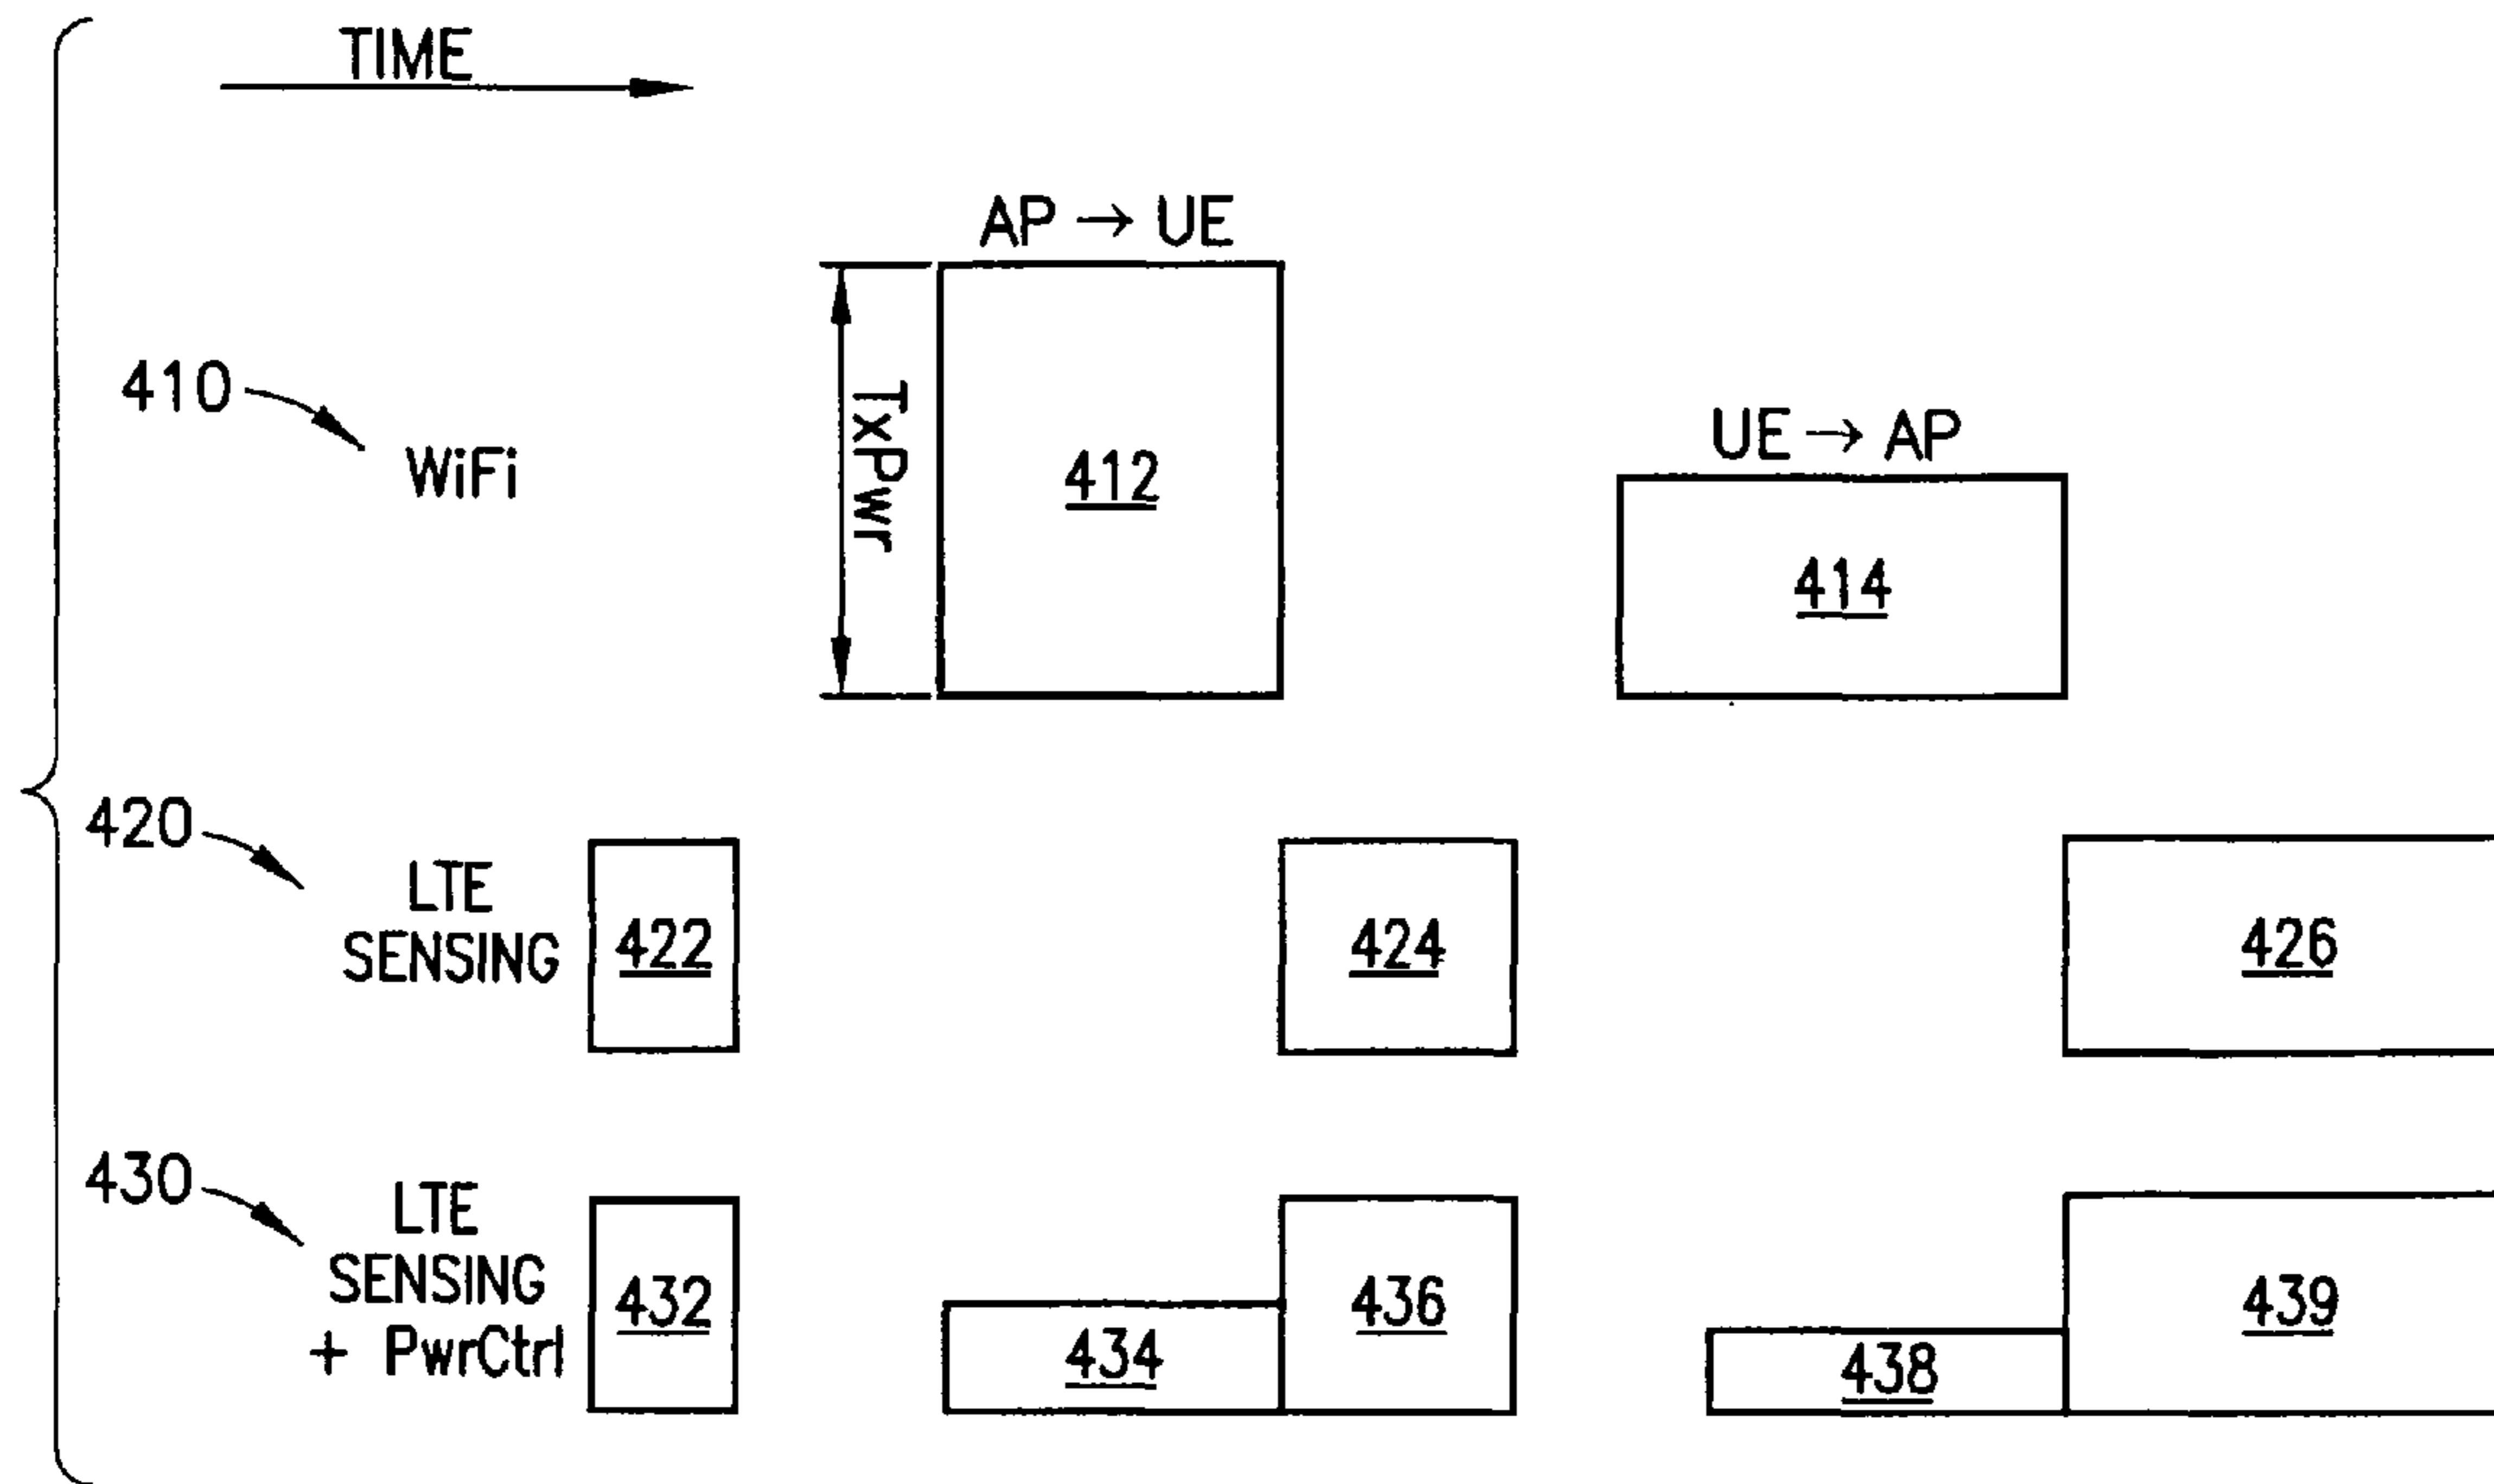 TIME
AP → UE
410
WiFi
TxPwr
412
UE → AP
414
420
LTE
SENSING
422
424
426
430
LTE
SENSING
+ PwrCtrl
432
434
436
438
439